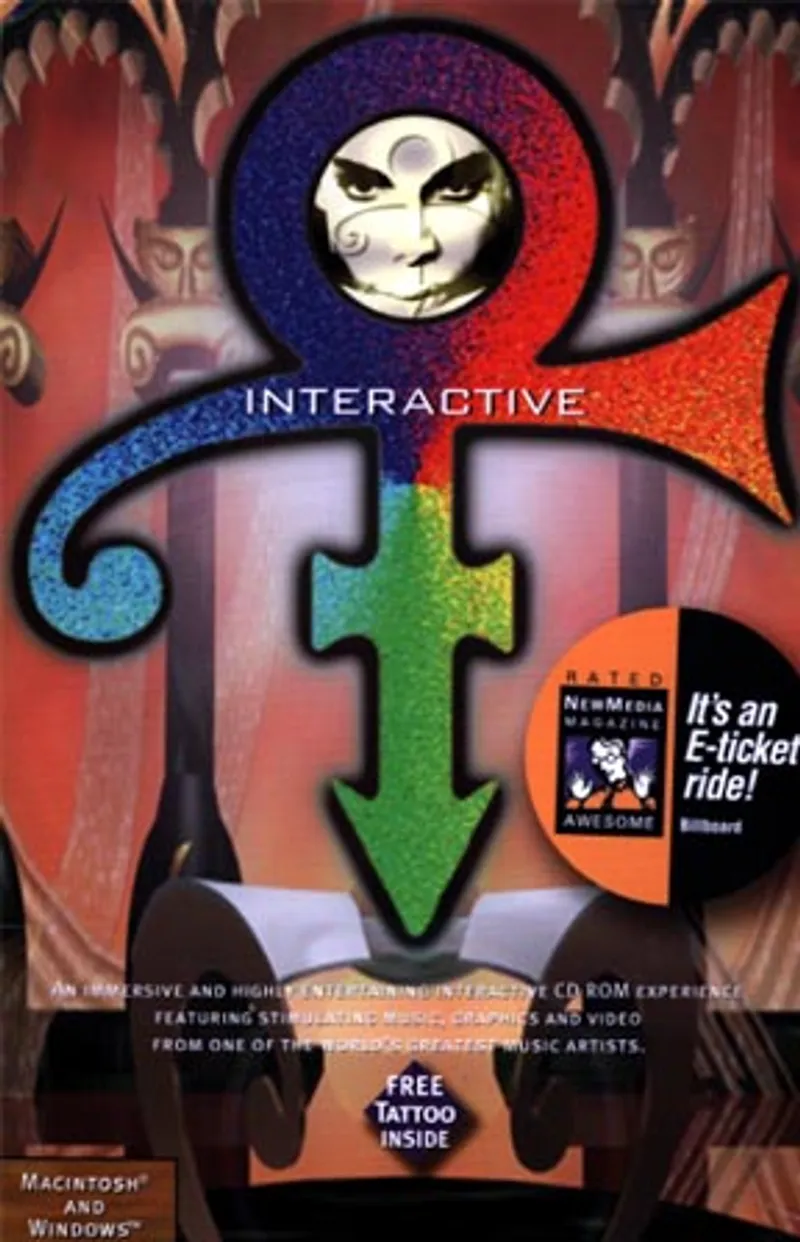 INTERACTIVE
RATED
NEWMEDIA
MAGAZINE
AWESOME
It's an
E-ticket
ride!
Billboard
AN IMMERSIVE AND HIGHLY ENTERTAINING INTERACTIVE CD ROM EXPERIENCE
FEATURING STIMULATING MUSIC, GRAPHICS AND VIDEO
FROM ONE OF THE WORLD'S GREATEST MUSIC ARTISTS.
FREE
TATTOO
INSIDE
MACINTOSH®
AND
WINDOWS™